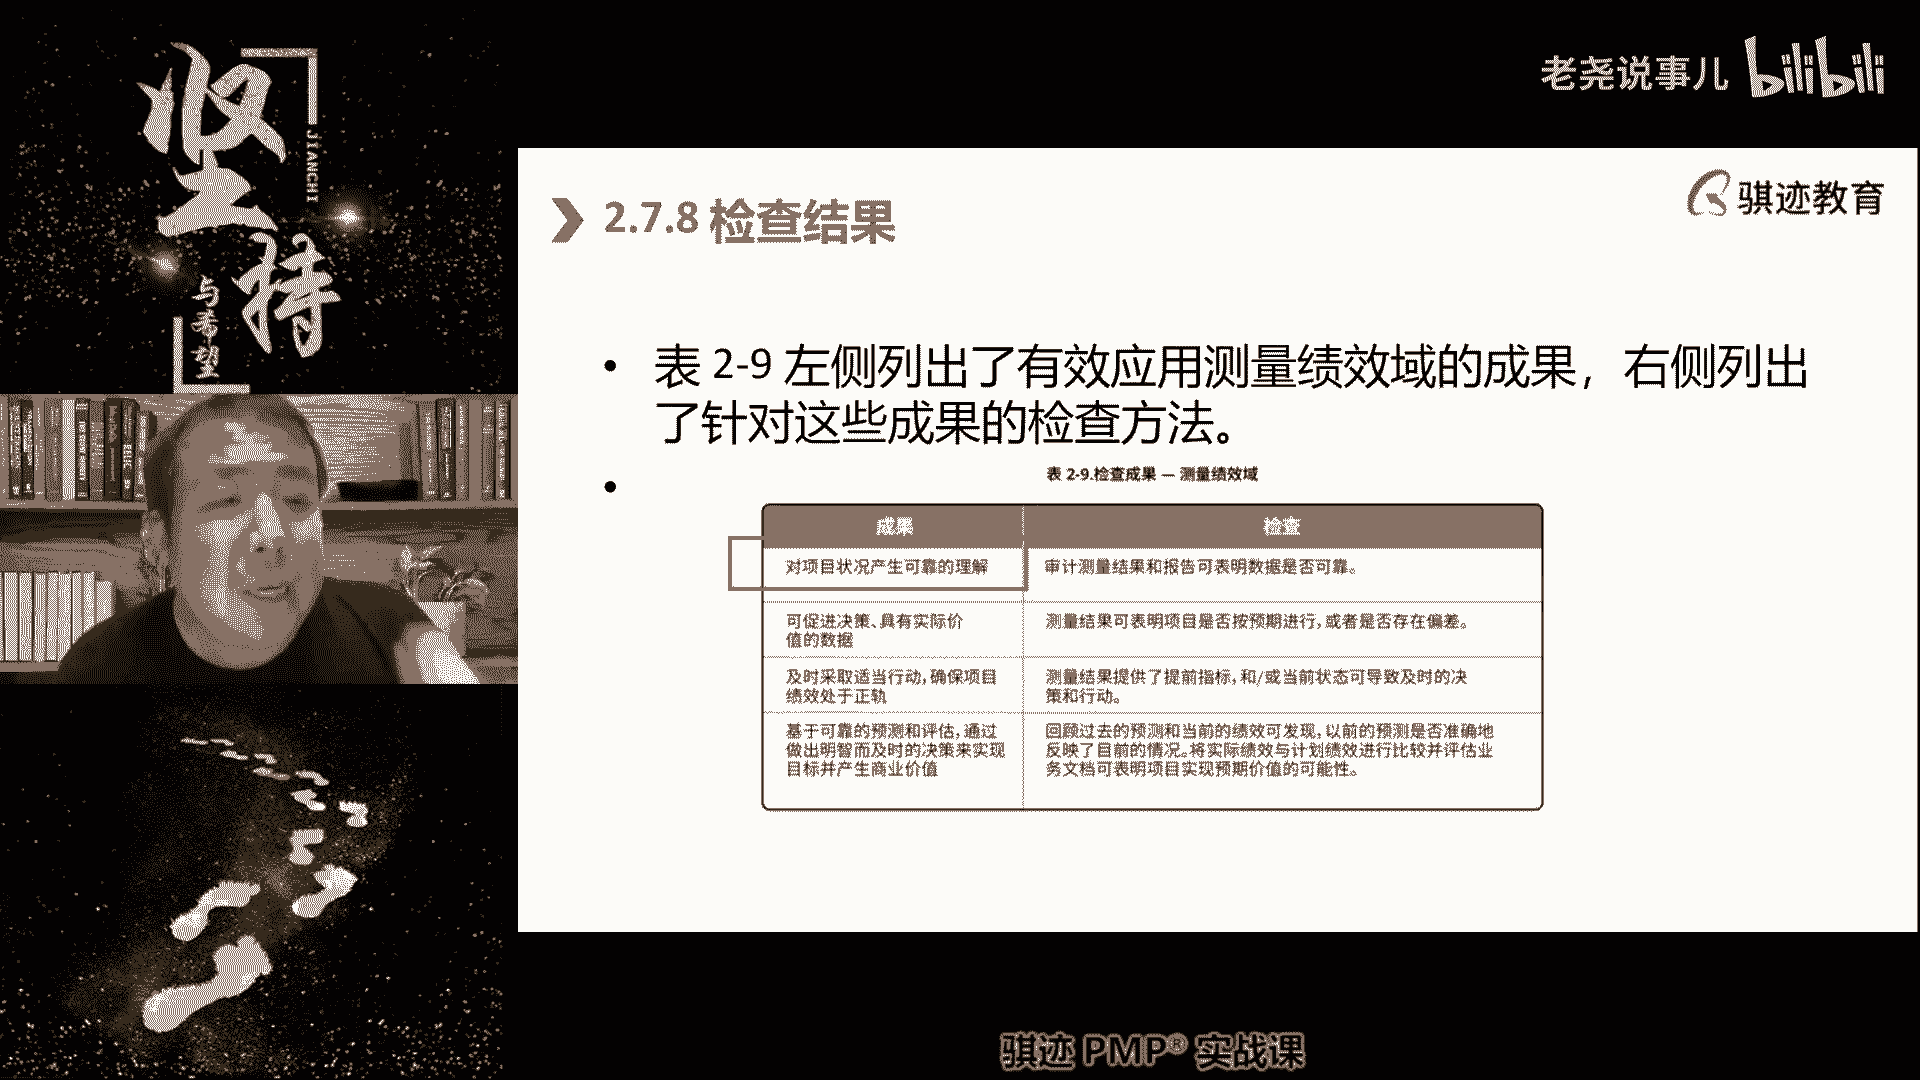 坚持
JIANCHI
与希望
老尧说事儿 bilibili
骐迹教育
2.7.8 检查结果
• 表 2-9 左侧列出了有效应用测量绩效域的成果，右侧列出
了针对这些成果的检查方法。
•
表 2-9.检查成果 — 测量绩效域
成果
检查
对项目状况产生可靠的理解
审计测量结果和报告可表明数据是否可靠。
可促进决策、具有实际价
值的数据
测量结果可表明项目是否按预期进行，或者是否存在偏差。
及时采取适当行动，确保项目
绩效处于正轨
测量结果提供了提前指标，和/或当前状态可导致及时的决
策和行动。
基于可靠的预测和评估，通过
做出明智而及时的决策来实现
目标并产生商业价值
回顾过去的预测和当前的绩效可发现，以前的预测是否准确地
反映了目前的情况。将实际绩效与计划绩效进行比较并评估业
务文档可表明项目实现预期价值的可能性。
骐迹 PMP® 实战课